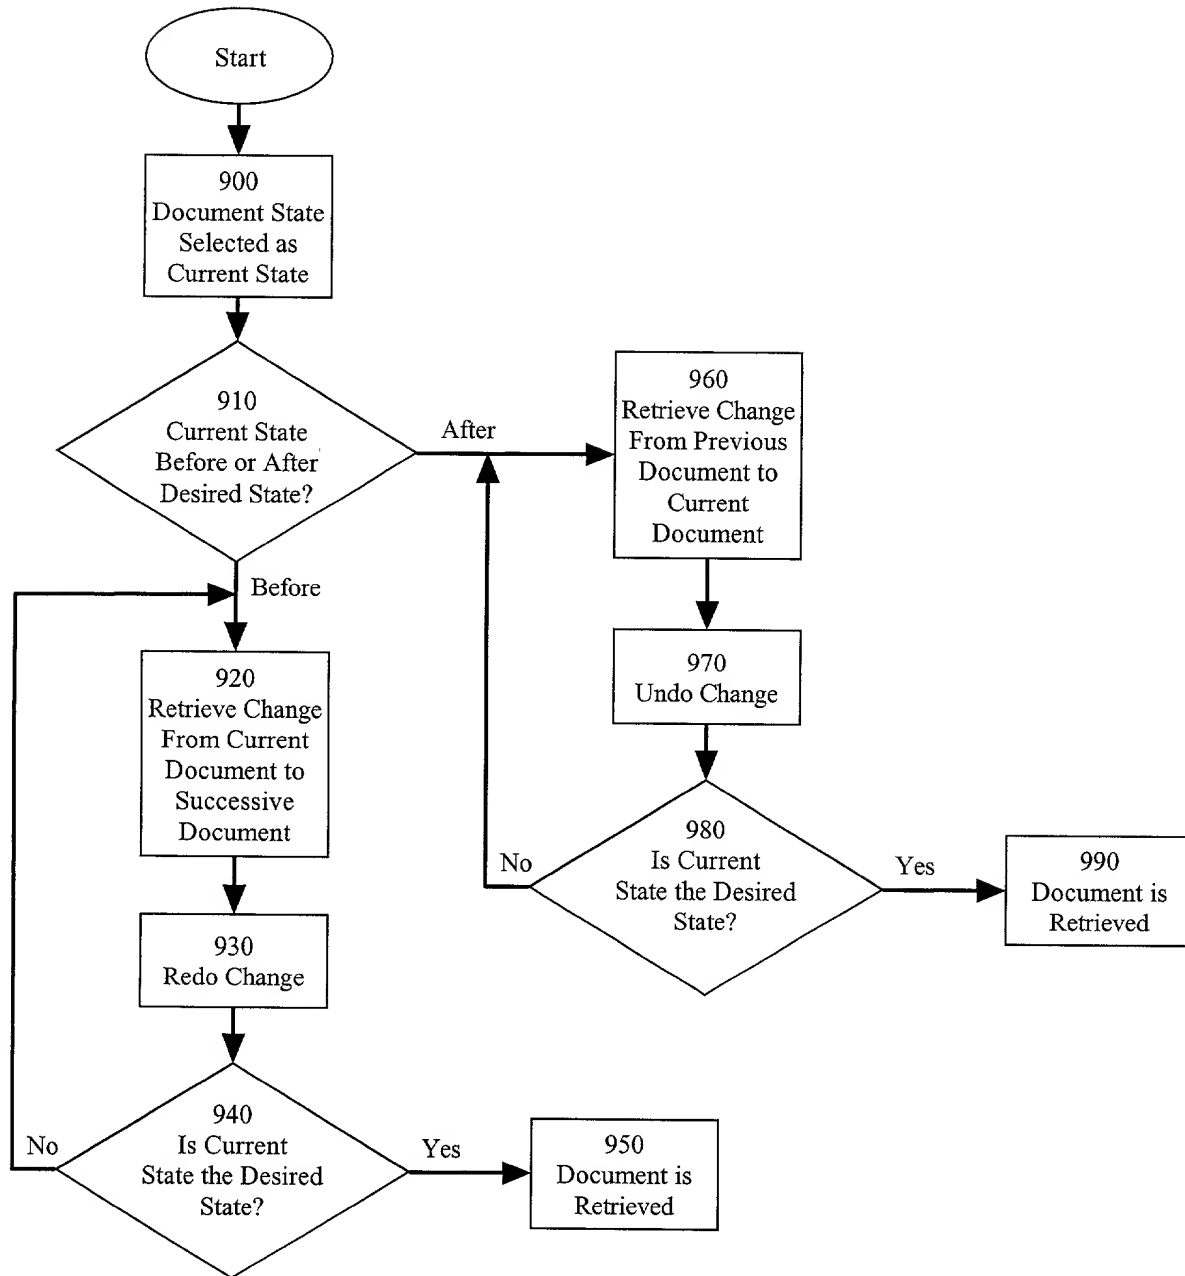 Start
900
Document State
Selected as
Current State
910
Current State
Before or After
Desired State?
After
Before
960
Retrieve Change
From Previous
Document to
Current
Document
970
Undo Change
980
Is Current
State the Desired
State?
No
Yes
990
Document is
Retrieved
920
Retrieve Change
From Current
Document to
Successive
Document
930
Redo Change
940
Is Current
State the Desired
State?
No
Yes
950
Document is
Retrieved